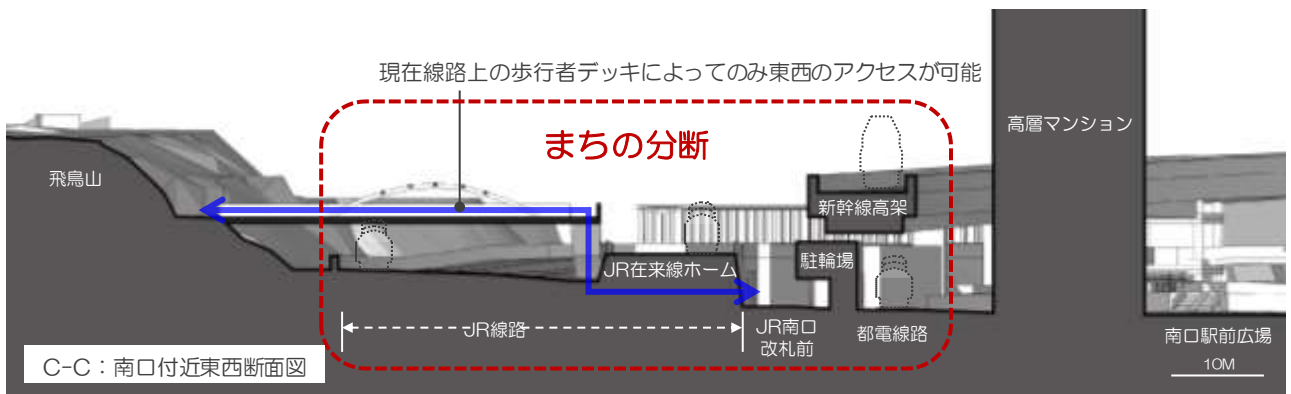 現在線路上の歩行者デッキによってのみ東西のアクセスが可能
まちの分断
高層マンション
飛鳥山
新幹線高架
JR在来線ホーム
駐輪場
JR線路
JR南口
改札前
都電線路
南口駅前広場
10M
C-C：南口付近東西断面図